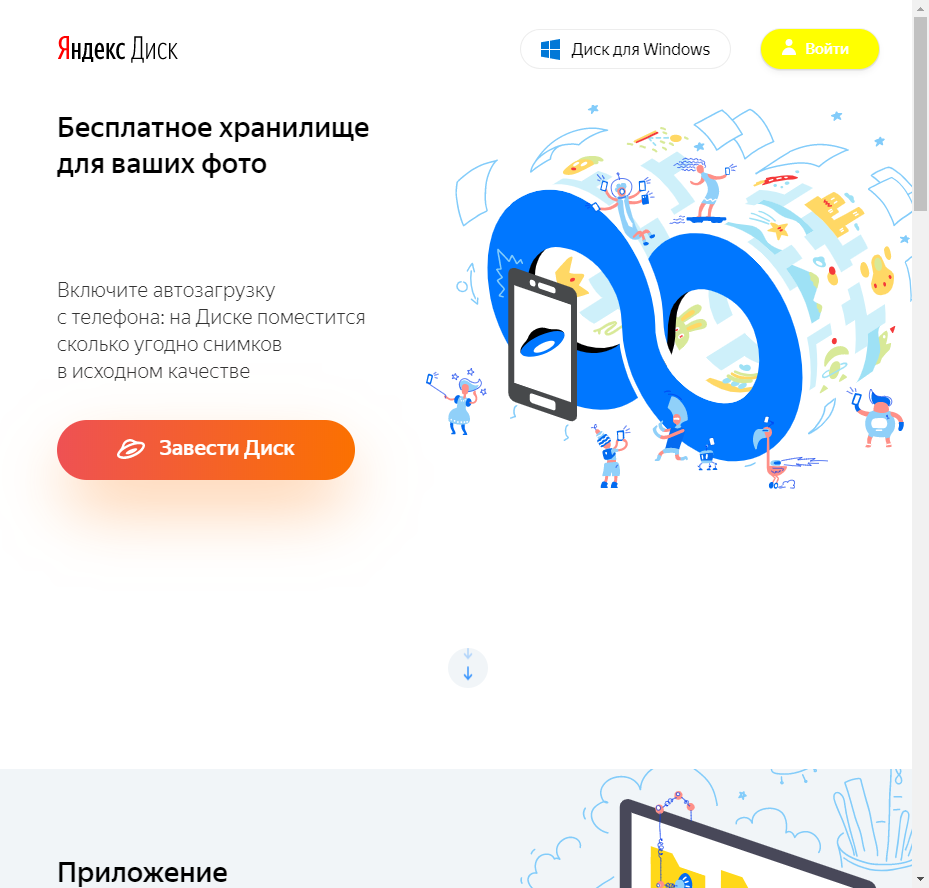 Яндекс Диск
Диск для Windows
Войти
Бесплатное хранилище
для ваших фото
Включите автозагрузку
с телефона: на Диске поместится
сколько угодно снимков
в исходном качестве
Завести Диск
Приложение